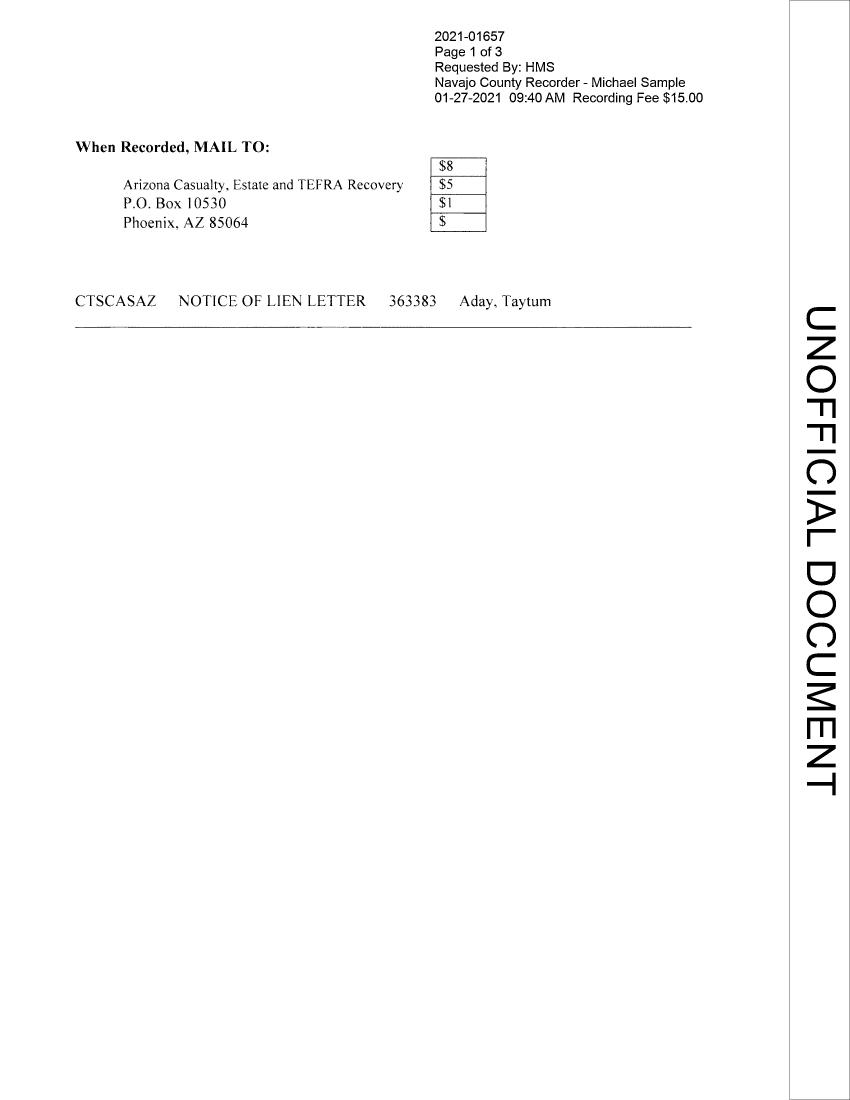 2021-01657
Page 1 of 3
Requested By: HMS
Navajo County Recorder - Michael Sample
01-27-2021 09:40 AM Recording Fee $15.00
When Recorded, MAIL TO:
$8
Arizona Casualty, Estate and TEFRA Recovery
$5
P.O. Box 10530
$1
Phoenix, AZ 85064
$
CTSCASAZ NOTICE OF LIEN LETTER 363383 Aday, Taytum
UNOFFICIAL DOCUMENT